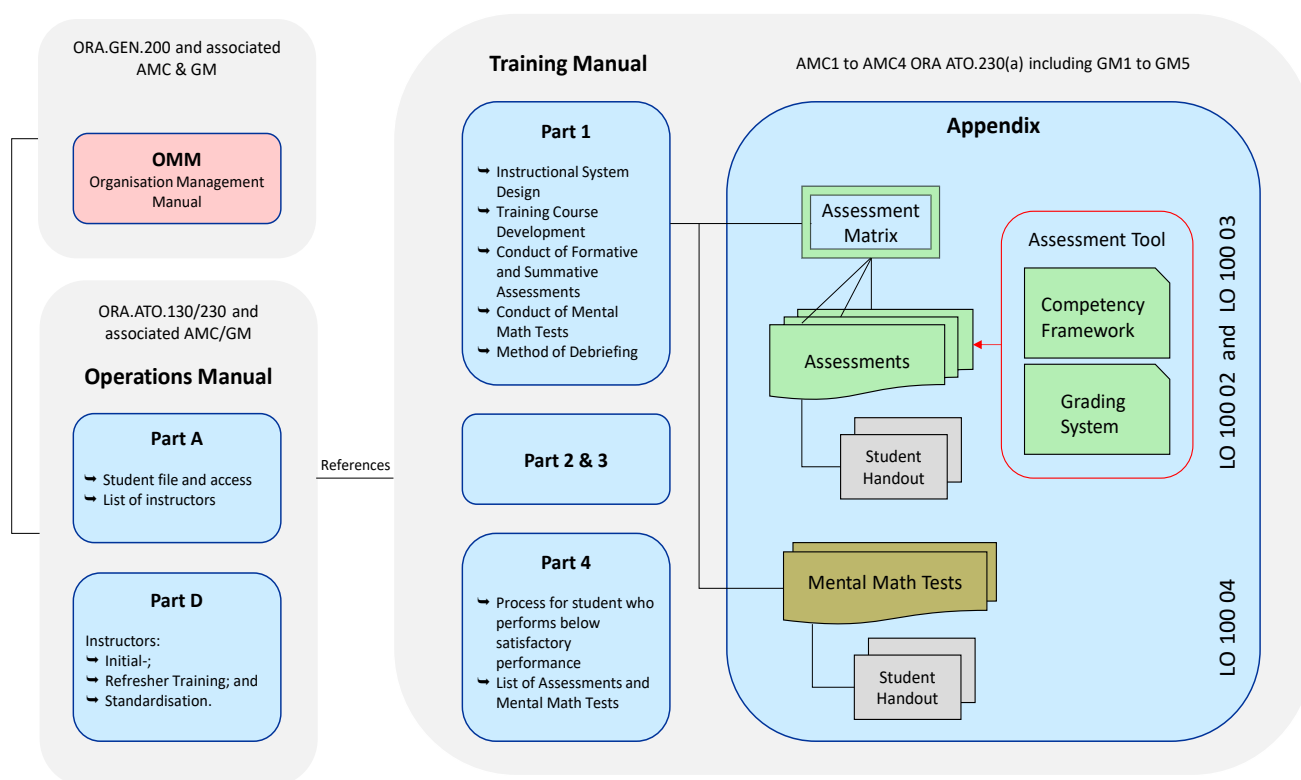 ORA.GEN.200 and associated
AMC & GM
OMM
Organisation Management
Manual
ORA.ATO.130/230 and
associated AMC/GM
Operations Manual
Part A
➥ Student file and access
➥ List of instructors
Part D
Instructors:
➥ Initial-;
➥ Refresher Training; and
➥ Standardisation.
References
Training Manual
Part 1
➥ Instructional System
Design
➥ Training Course
Development
➥ Conduct of Formative
and Summative
Assessments
➥ Conduct of Mental
Math Tests
➥ Method of Debriefing
Part 2 & 3
Part 4
➥ Process for student who
performs below
satisfactory
performance
➥ List of Assessments and
Mental Math Tests
AMC1 to AMC4 ORA ATO.230(a) including GM1 to GM5
Appendix
Assessment
Matrix
Assessments
Student
Handout
Assessment Tool
Competency
Framework
Grading
System
LO 100 02 and LO 100 03
Mental Math Tests
Student
Handout
LO 100 04